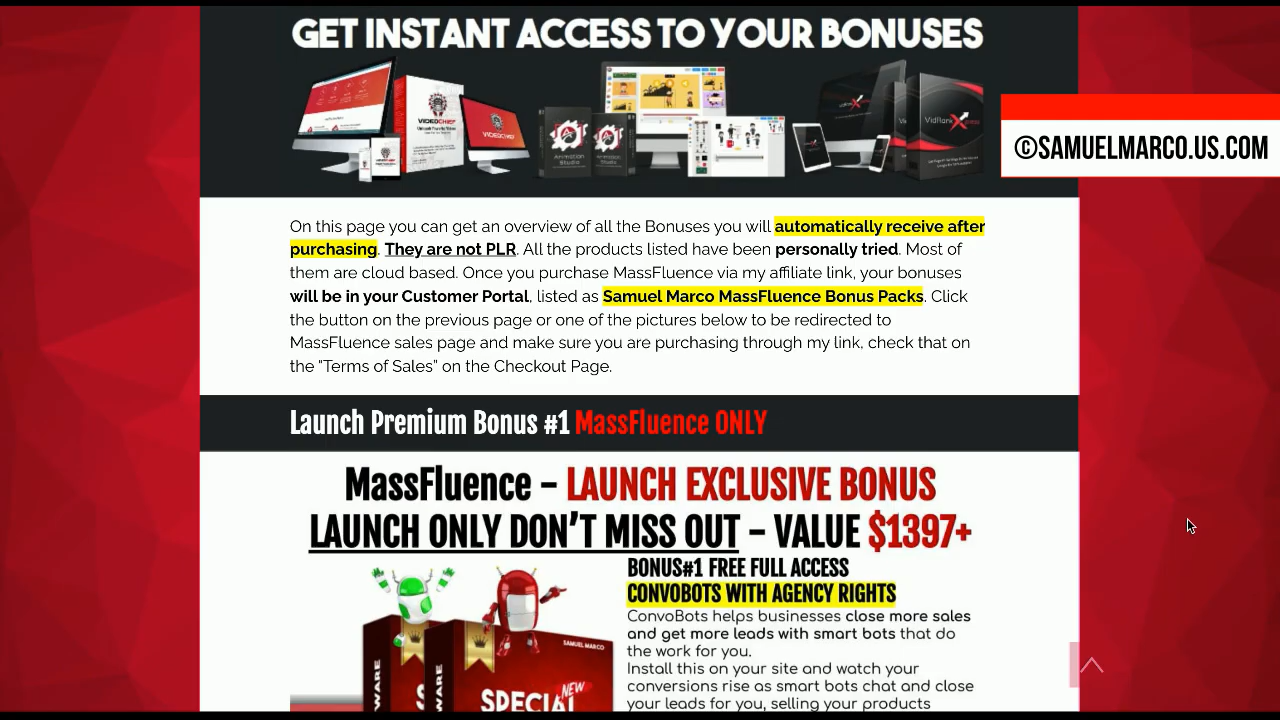 GET INSTANT ACCESS TO YOUR BONUSES
VIDEOCHIEF
VIDEOCHIEF
Animation
Studio
Animation
Studio
VidRankX
©SAMUELMARCO.US.COM
On this page you can get an overview of all the Bonuses you will automatically receive after
purchasing. They are not PLR. All the products listed have been personally tried. Most of
them are cloud based. Once you purchase MassFluence via my affiliate link, your bonuses
will be in your Customer Portal, listed as Samuel Marco MassFluence Bonus Packs. Click
the button on the previous page or one of the pictures below to be redirected to
MassFluence sales page and make sure you are purchasing through my link, check that on
the "Terms of Sales" on the Checkout Page.
Launch Premium Bonus #1 MassFluence ONLY
MassFluence – LAUNCH EXCLUSIVE BONUS
LAUNCH ONLY DON'T MISS OUT – VALUE $1397+
BONUS#1 FREE FULL ACCESS
CONVOBOTS WITH AGENCY RIGHTS
ConvoBots helps businesses close more sales
and get more leads with smart bots that do
the work for you.
Install this on your site and watch your
conversions rise as smart bots chat and close
your leads for you, selling your products
SAMUEL MARCO
NEW
SPECIAL